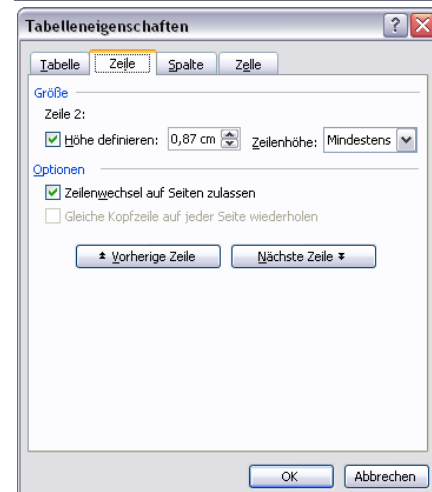 Tabelleneigenschaften
Tabelle Zeile Spalte Zelle
Größe
Zeile 2:
Höhe definieren: 0,87 cm Zeilenhöhe: Mindestens
Optionen
Zeilenwechsel auf Seiten zulassen
Gleiche Kopfzeile auf jeder Seite wiederholen
Vorherige Zeile Nächste Zeile
OK Abbrechen